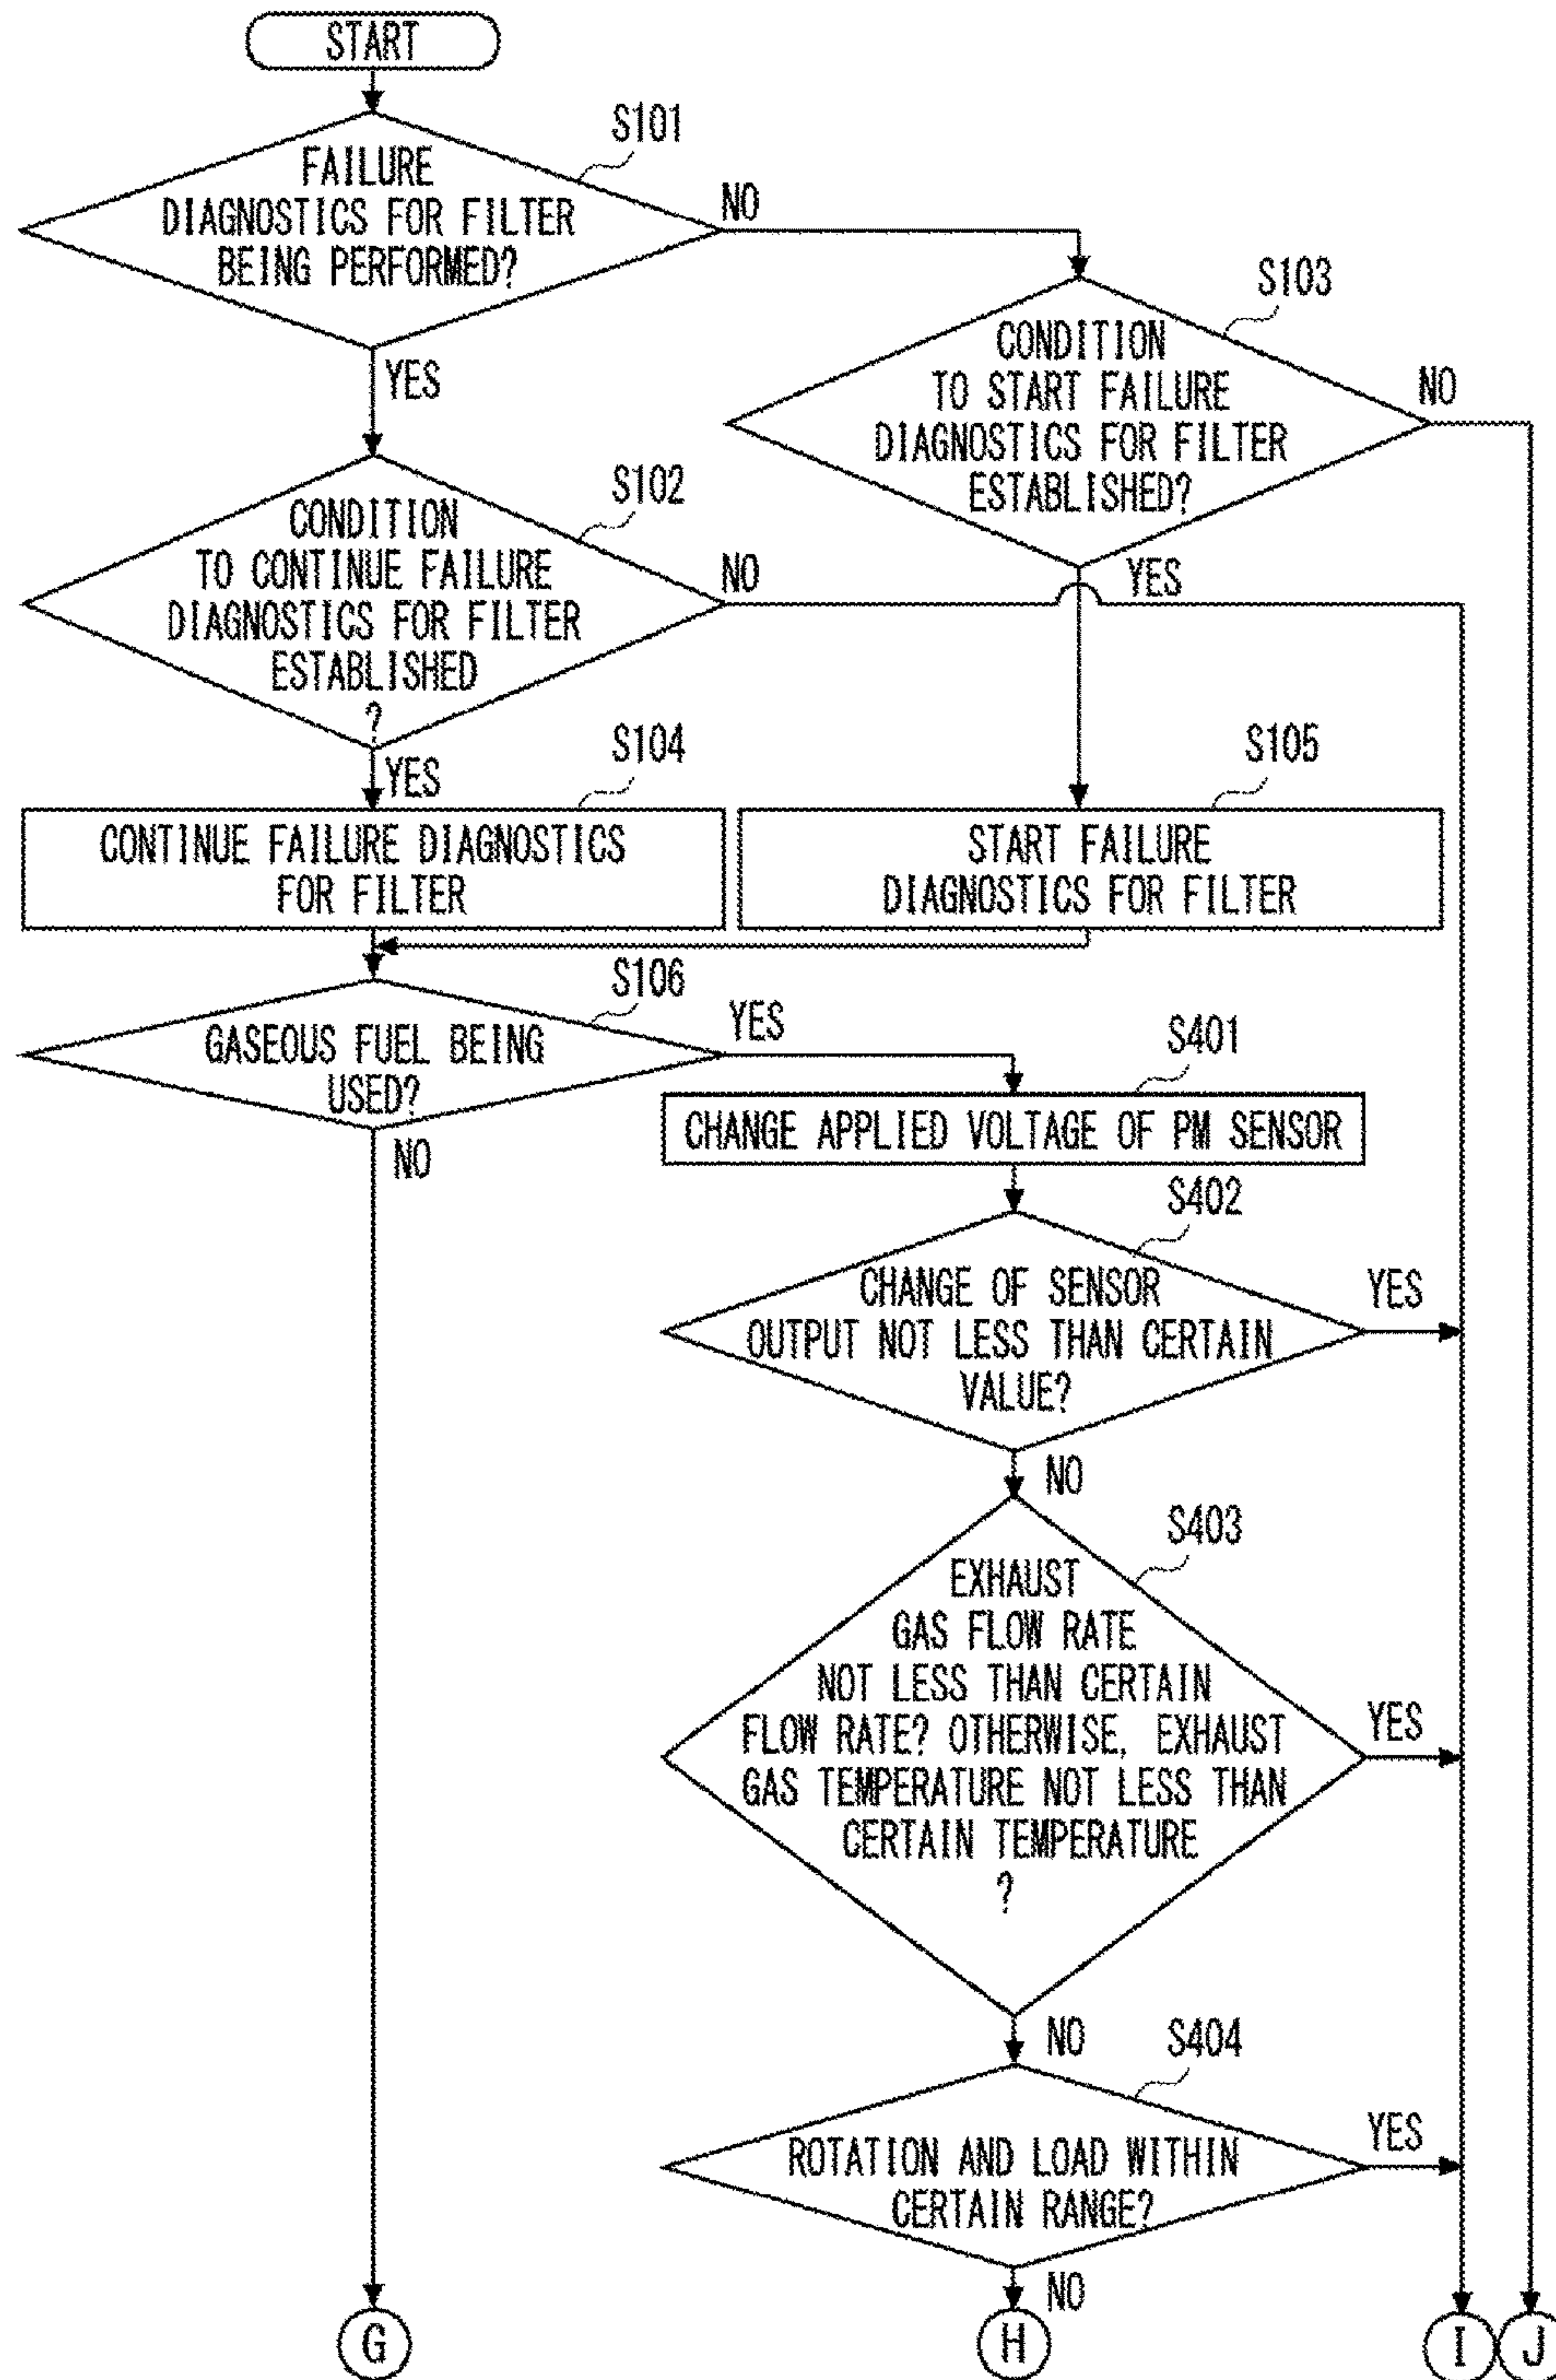 START
S101
FAILURE
DIAGNOSTICS FOR FILTER
BEING PERFORMED?
NO
YES
S103
CONDITION
TO START FAILURE
DIAGNOSTICS FOR FILTER
ESTABLISHED?
NO
YES
S102
CONDITION
TO CONTINUE FAILURE
DIAGNOSTICS FOR FILTER
ESTABLISHED
?
NO
YES
S104
CONTINUE FAILURE DIAGNOSTICS
FOR FILTER
S105
START FAILURE
DIAGNOSTICS FOR FILTER
S106
GASEOUS FUEL BEING
USED?
YES
NO
S401
CHANGE APPLIED VOLTAGE OF PM SENSOR
S402
CHANGE OF SENSOR
OUTPUT NOT LESS THAN CERTAIN
VALUE?
YES
NO
S403
EXHAUST
GAS FLOW RATE
NOT LESS THAN CERTAIN
FLOW RATE? OTHERWISE, EXHAUST
GAS TEMPERATURE NOT LESS THAN
CERTAIN TEMPERATURE
?
YES
NO
S404
ROTATION AND LOAD WITHIN
CERTAIN RANGE?
YES
NO
G
H
I
J